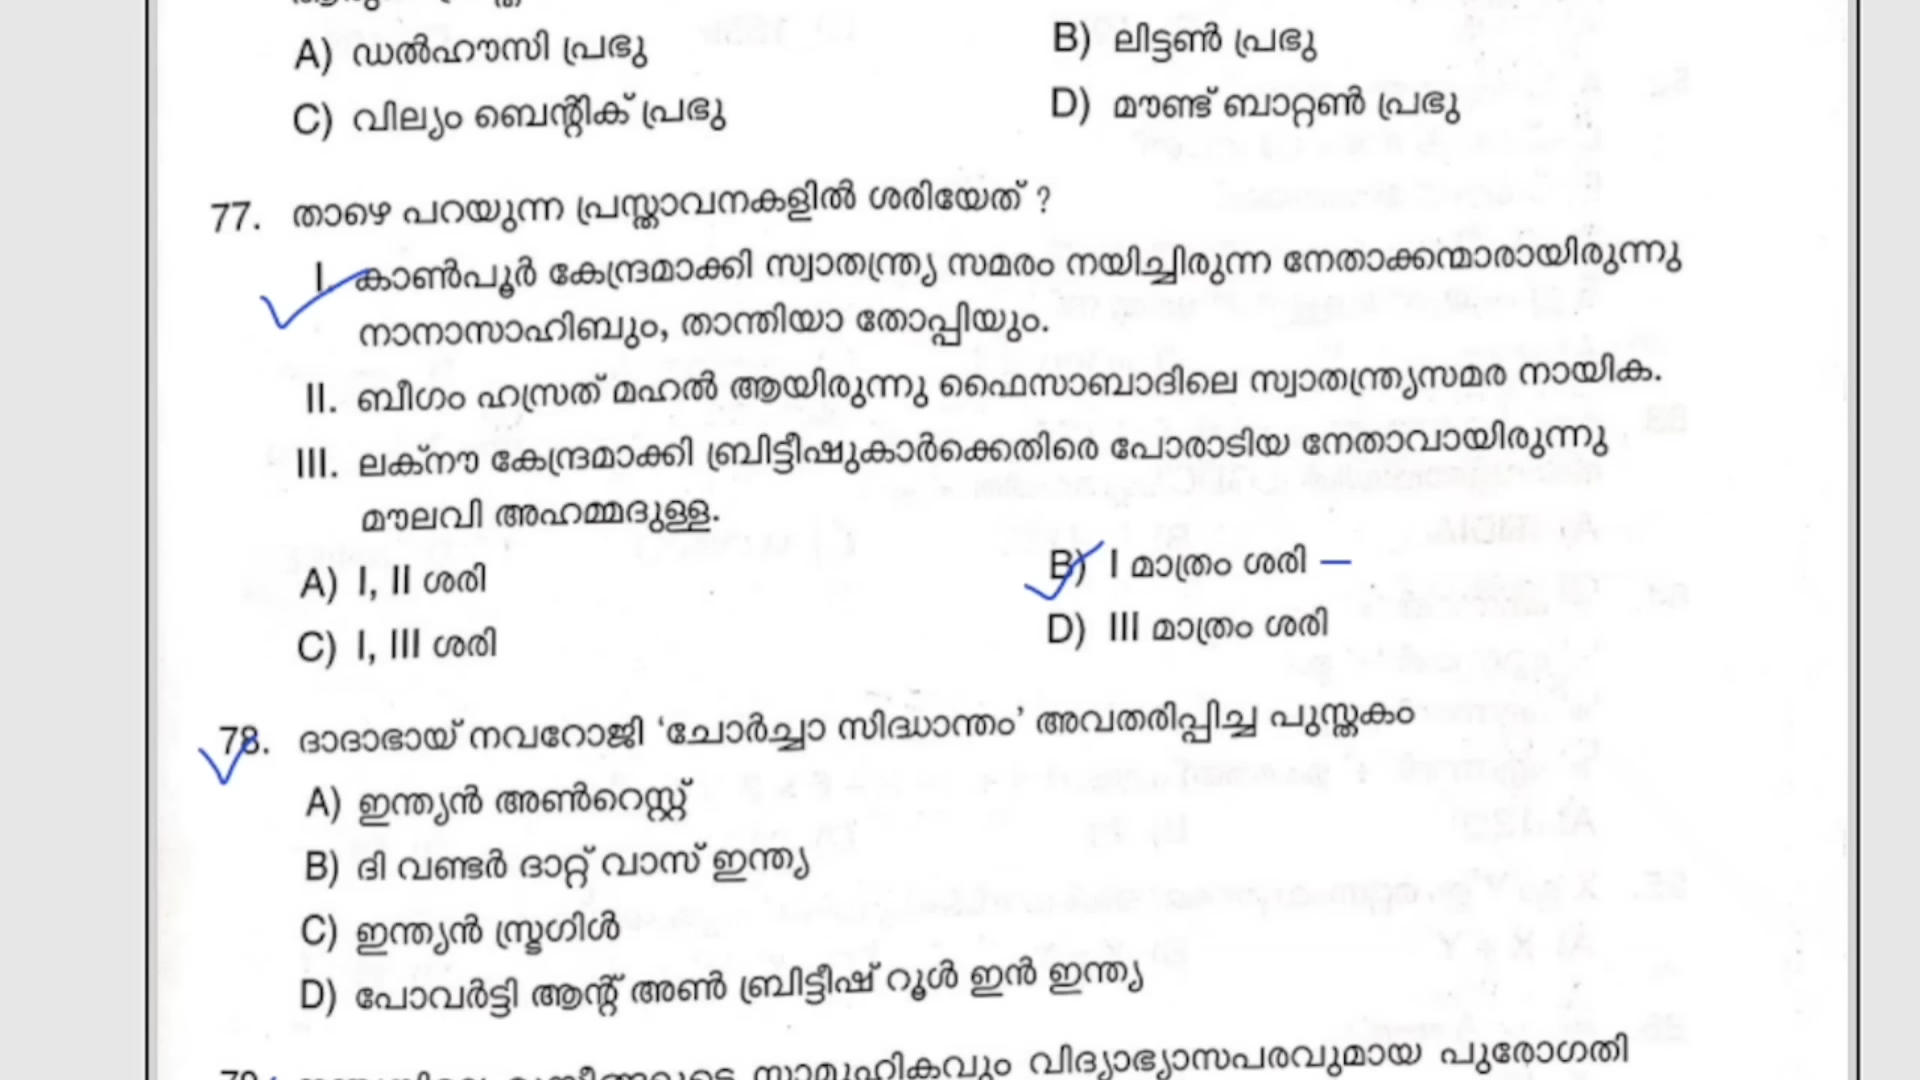 A) ഡൽഹൗസി പ്രഭു
B) ലിട്ടൺ പ്രഭു
C) വില്യം ബെന്റിക് പ്രഭു
D) മൗണ്ട് ബാറ്റൺ പ്രഭു
77. താഴെ പറയുന്ന പ്രസ്താവനകളിൽ ശരിയേത് ?
I. കാൺപൂർ കേന്ദ്രമാക്കി സ്വാതന്ത്ര്യ സമരം നയിച്ചിരുന്ന നേതാക്കന്മാരായിരുന്നു
നാനാസാഹിബും, താന്തിയാ തോപ്പിയും.
II. ബീഗം ഹസ്രത് മഹൽ ആയിരുന്നു ഫൈസാബാദിലെ സ്വാതന്ത്ര്യസമര നായിക.
III. ലക്നൗ കേന്ദ്രമാക്കി ബ്രിട്ടീഷുകാർക്കെതിരെ പോരാടിയ നേതാവായിരുന്നു
മൗലവി അഹമ്മദുള്ള.
A) I, II ശരി
B) I മാത്രം ശരി –
C) I, III ശരി
D) III മാത്രം ശരി
78. ദാദാഭായ് നവറോജി ‘ചോർച്ചാ സിദ്ധാന്തം’ അവതരിപ്പിച്ച പുസ്തകം
A) ഇന്ത്യൻ അൺറെസ്റ്റ്
B) ദി വണ്ടർ ദാറ്റ് വാസ് ഇന്ത്യ
C) ഇന്ത്യൻ സ്ട്രഗിൾ
D) പോവർട്ടി ആന്റ് അൺ ബ്രിട്ടീഷ് റൂൾ ഇൻ ഇന്ത്യ
സാമൂഹികവും വിദ്യാഭ്യാസപരവുമായ പുരോഗതി